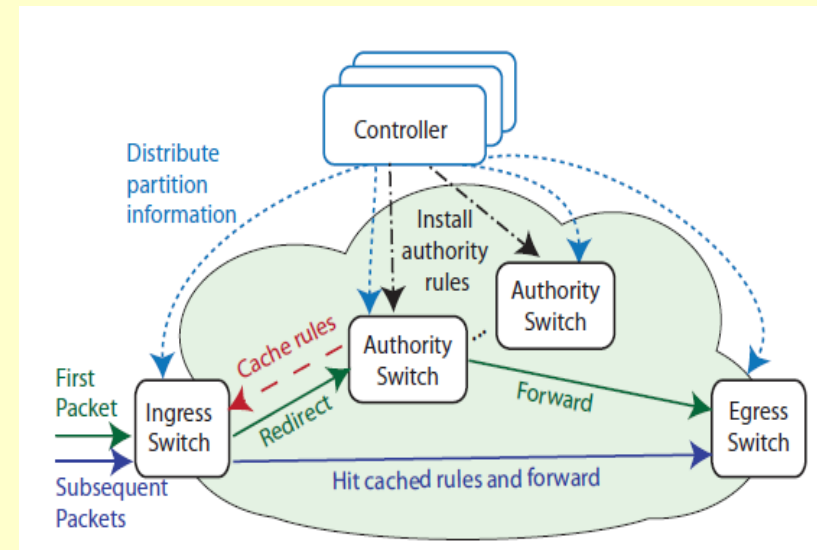 Controller
Distribute
partition
information
Install
authority
rules
Authority
Switch
Cache rules
Authority
Switch
...
First
Packet
Ingress
Switch
Redirect
Forward
Egress
Switch
Hit cached rules and forward
Subsequent
Packets